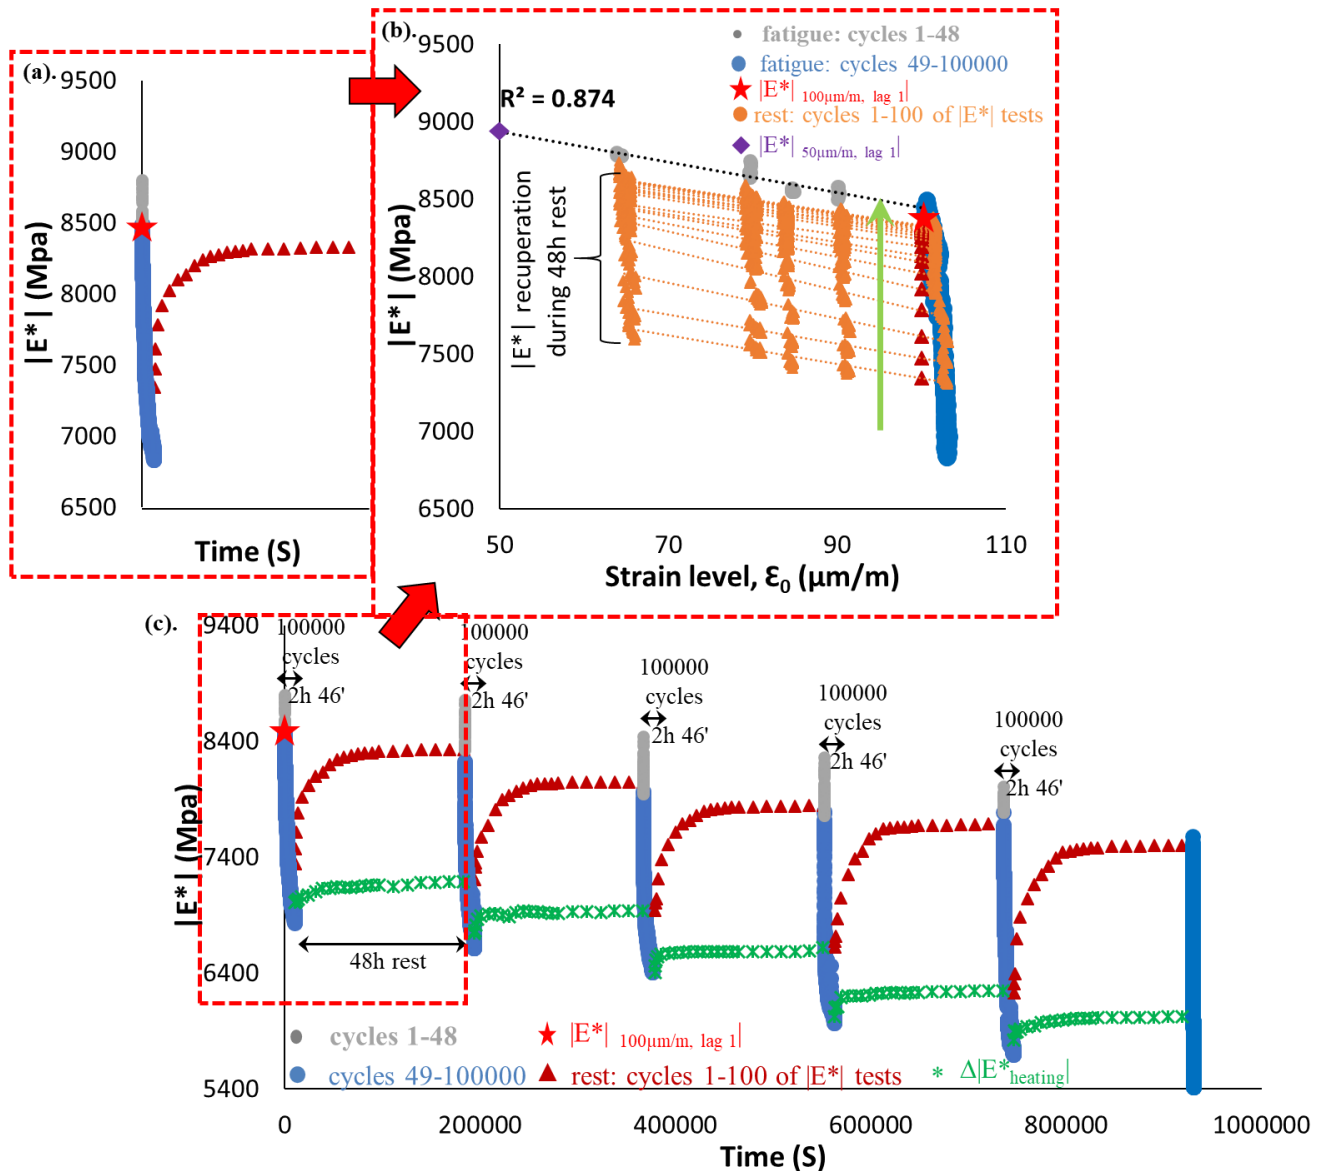 (a).
9500
9000
8500
8000
7500
7000
6500
|E*| (Mpa)
Time (S)
(b).
9500
9000
8500
8000
7500
7000
6500
|E*| (Mpa)
R² = 0.874
fatigue: cycles 1-48
fatigue: cycles 49-100000
|E*| 100µm/m, lag 1|
rest: cycles 1-100 of |E*| tests
|E*| 50µm/m, lag 1|
|E*| recuperation
during 48h rest
50
70
90
110
Strain level, Ɛ0 (µm/m)
(c).
9400
8400
7400
6400
5400
|E*| (Mpa)
100000
cycles
2h 46'
100000
cycles
2h 46'
100000
cycles
2h 46'
100000
cycles
2h 46'
100000
cycles
2h 46'
48h rest
cycles 1-48
|E*| 100µm/m, lag 1|
cycles 49-100000
rest: cycles 1-100 of |E*| tests
Δ|E*heating|
0
200000
400000
600000
800000
1000000
Time (S)